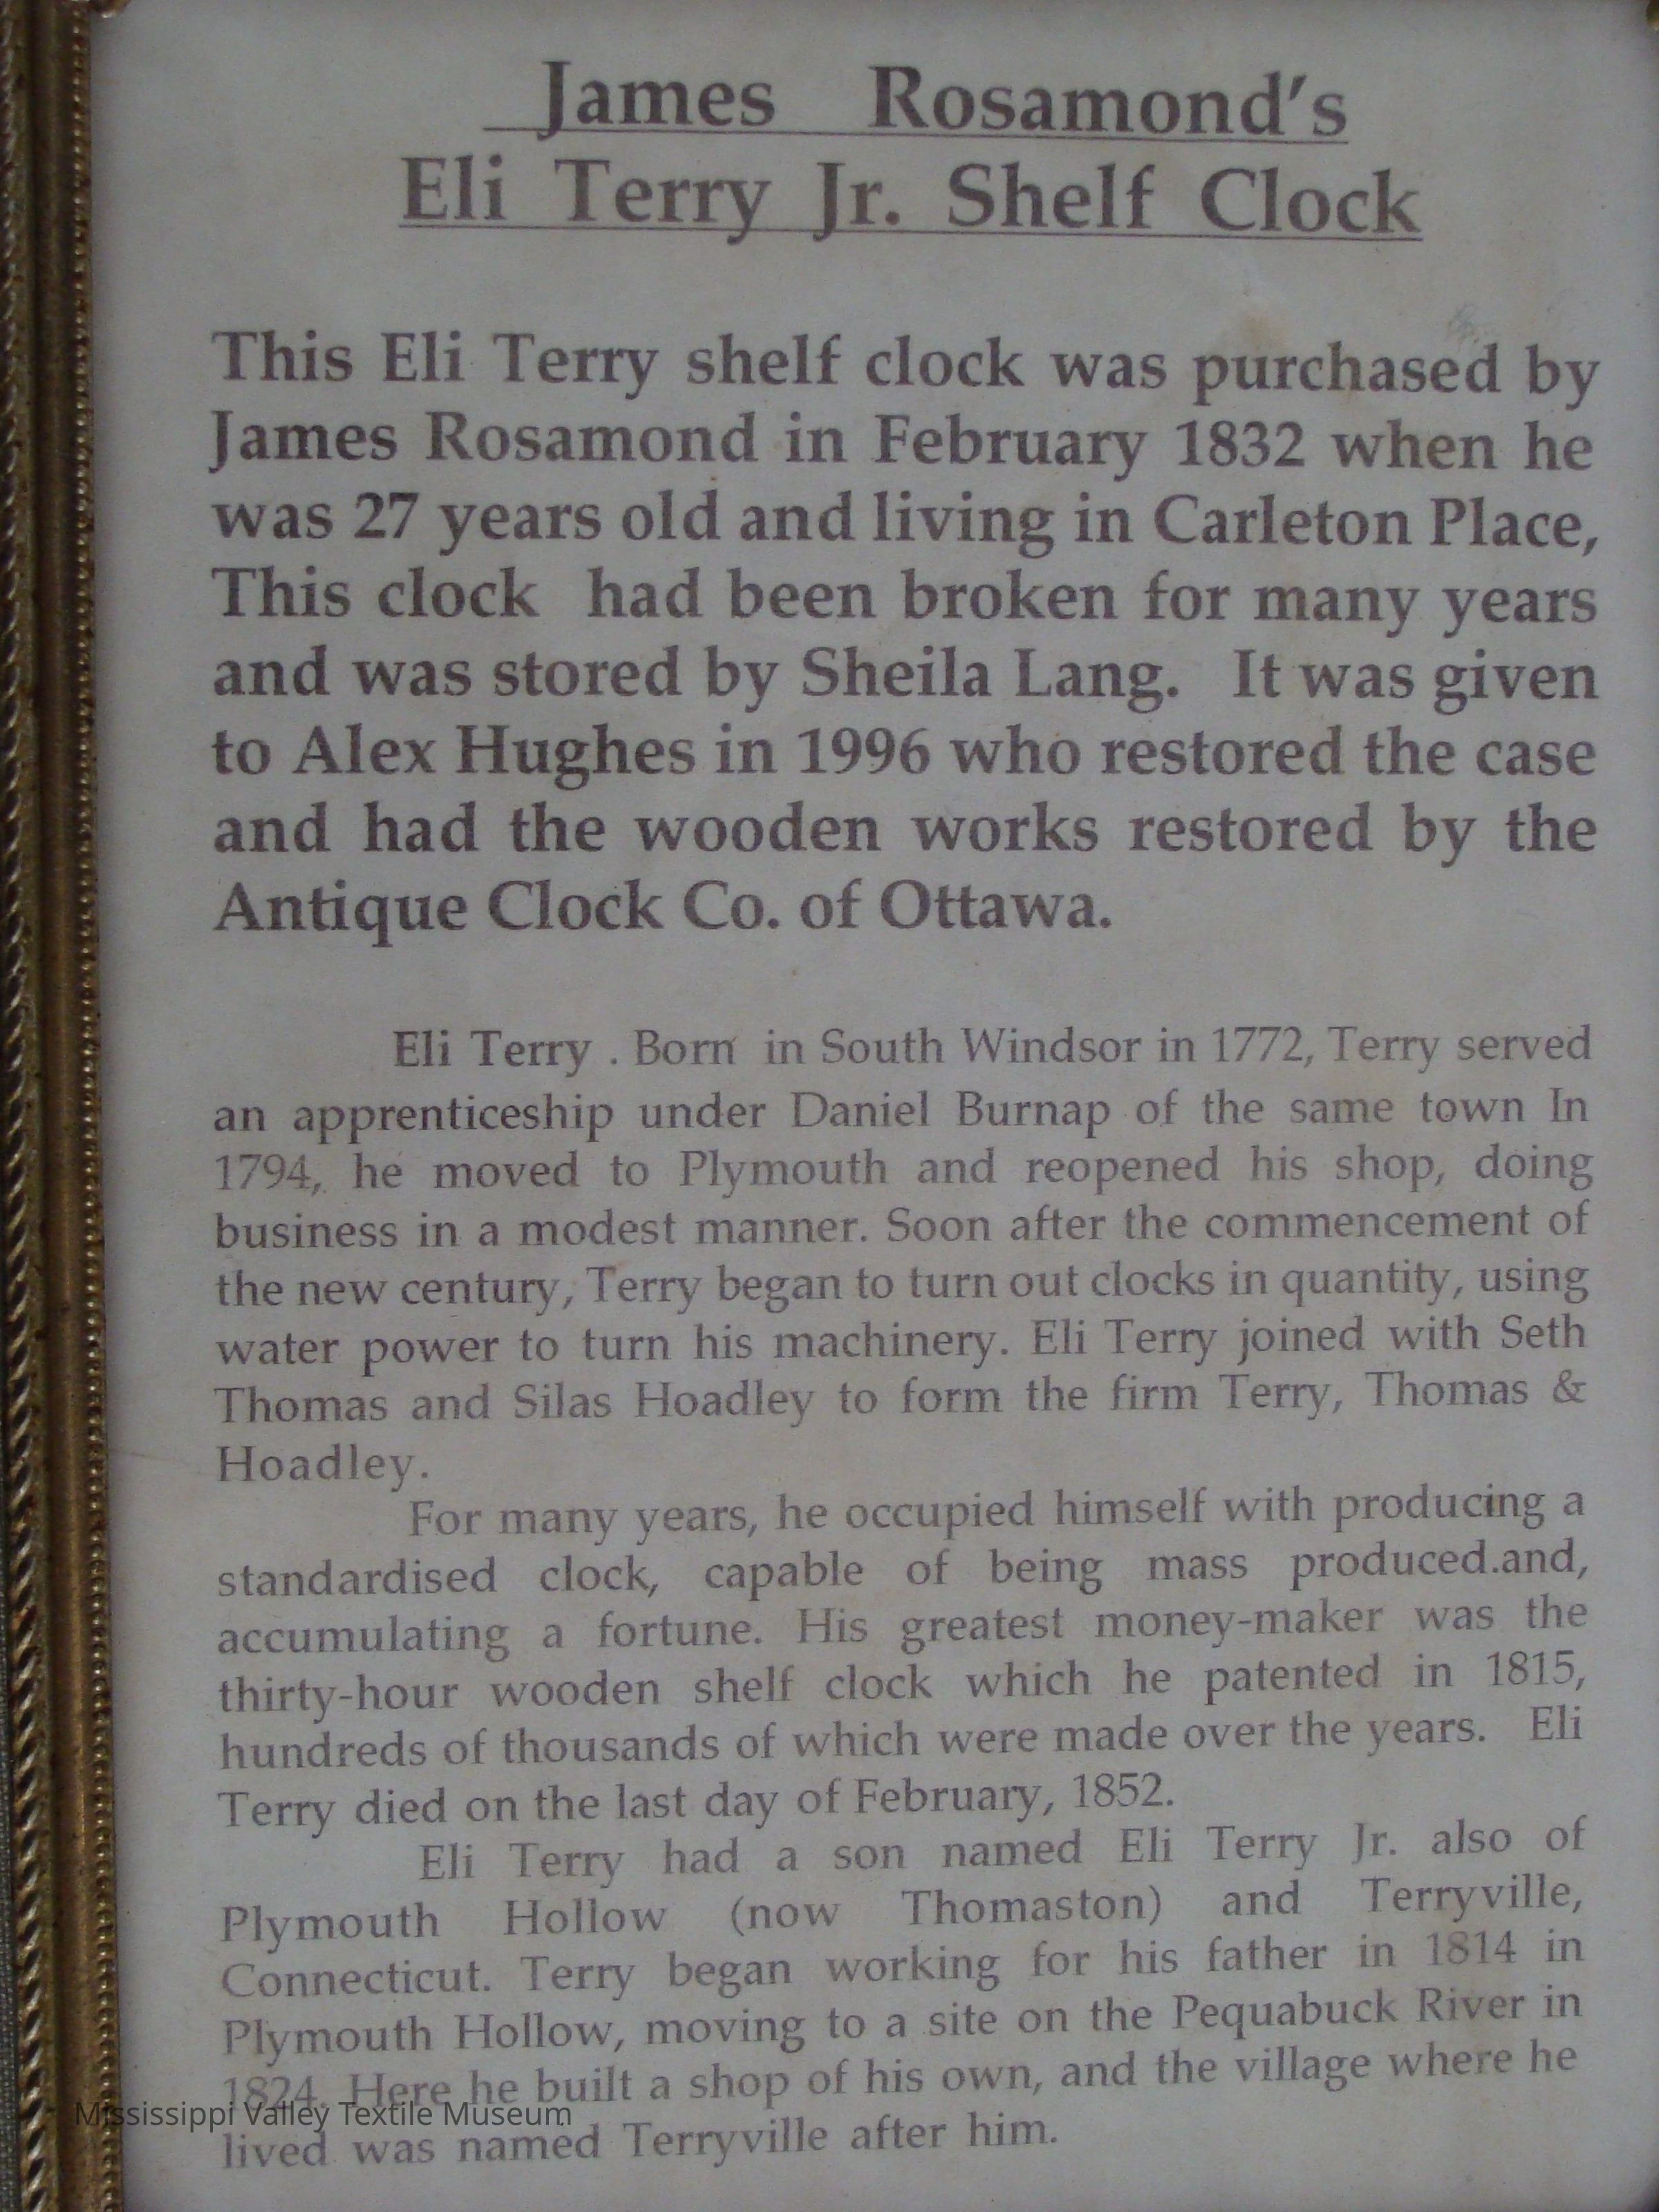 James Rosamond's
Eli Terry Jr. Shelf Clock
This Eli Terry shelf clock was purchased by
James Rosamond in February 1832 when he
was 27 years old and living in Carleton Place,
This clock had been broken for many years
and was stored by Sheila Lang. It was given
to Alex Hughes in 1996 who restored the case
and had the wooden works restored by the
Antique Clock Co. of Ottawa.
Eli Terry . Born in South Windsor in 1772, Terry served
an apprenticeship under Daniel Burnap of the same town In
1794, he moved to Plymouth and reopened his shop, doing
business in a modest manner. Soon after the commencement of
the new century, Terry began to turn out clocks in quantity, using
water power to turn his machinery. Eli Terry joined with Seth
Thomas and Silas Hoadley to form the firm Terry, Thomas &
Hoadley.
For many years, he occupied himself with producing a
standardised clock, capable of being mass produced.and,
accumulating a fortune. His greatest money-maker was the
thirty-hour wooden shelf clock which he patented in 1815,
hundreds of thousands of which were made over the years. Eli
Terry died on the last day of February, 1852.
Eli Terry had a son named Eli Terry Jr. also of
Plymouth Hollow (now Thomaston) and Terryville,
Connecticut. Terry began working for his father in 1814 in
Plymouth Hollow, moving to a site on the Pequabuck River in
1824. Here he built a shop of his own, and the village where he
Mississippi Valley Textile Museum
lived was named Terryville after him.